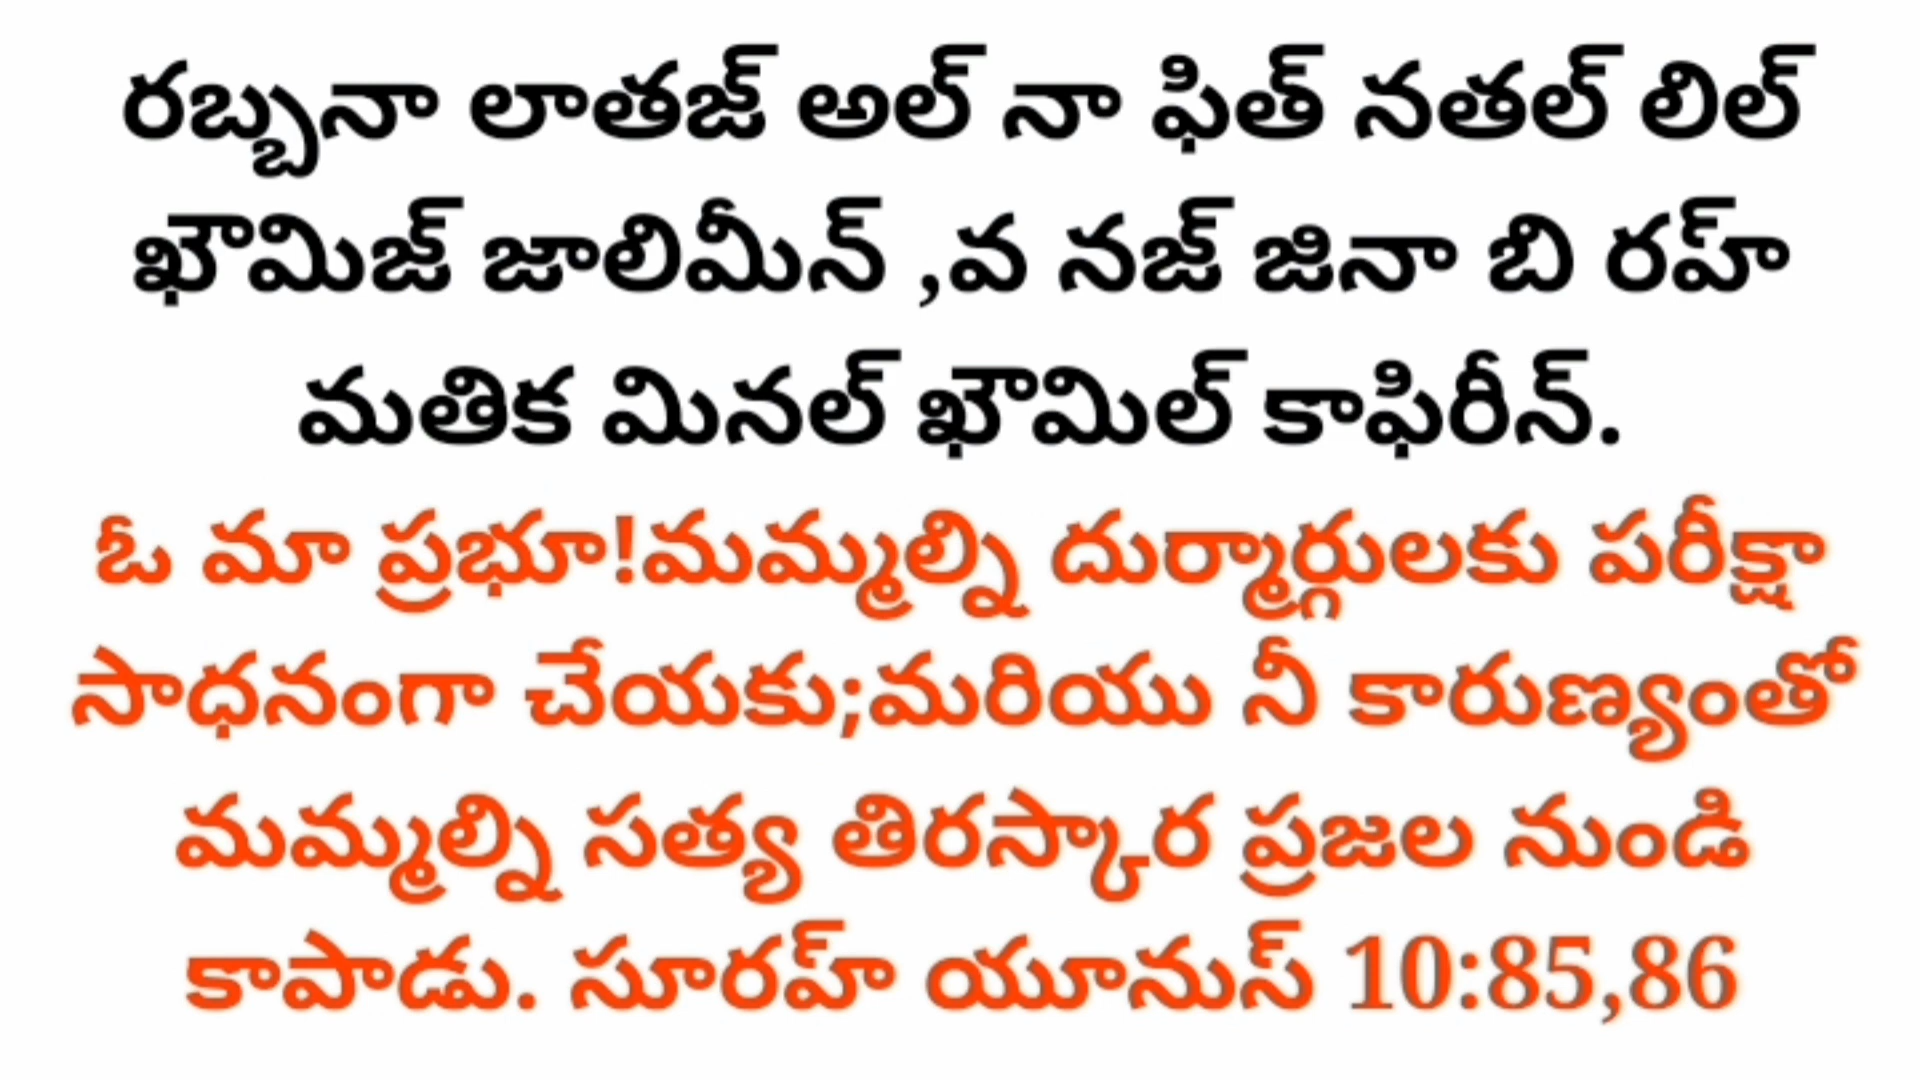 రబ్బనా లాతజ్ అల్ నా ఫిత్ నతల్ లిల్
ఖౌమిజ్ జాలిమీన్ ,వ నజ్ జినా బి రహ్
మతిక మినల్ ఖౌమిల్ కాఫిరీన్.
ఓ మా ప్రభూ!మమ్మల్ని దుర్మార్గులకు పరీక్షా
సాధనంగా చేయకు;మరియు నీ కారుణ్యంతో
మమ్మల్ని సత్య తిరస్కార ప్రజల నుండి
కాపాడు. సూరహ్ యూనుస్ 10:85,86